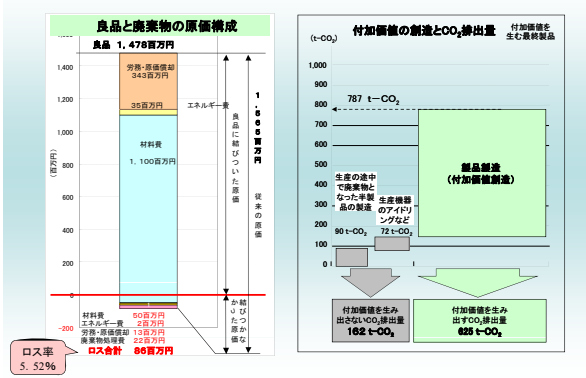 良品と廃棄物の原価構成
良品 1,478百万円
1,400
1,200
1,000
800
600
400
200
0
-200
(百万円)
労務・原価償却
343百万円
35百万円
エネルギー費
材料費
1,100百万円
良品に結びついた原価
1,565百万円
従来の原価
結びつかなかった原価
材料費 50百万円
エネルギー費 2百万円
労務・原価償却 13百万円
廃棄物処理費 22百万円
ロス合計 86百万円
ロス率
5.52%
付加価値の創造とCO2排出量
付加価値を
生む最終製品
(t-CO2)
1,000
900
800
700
600
500
400
300
200
100
0
787 t-CO2
製品製造
(付加価値創造)
生産の途中
で廃棄物と
なった半製
品の製造
生産機器
のアイドリ
ングなど
90 t-CO2
72 t-CO2
付加価値を生み
出さないCO2排出量
162 t-CO2
付加価値を生み
出すCO2排出量
625 t-CO2